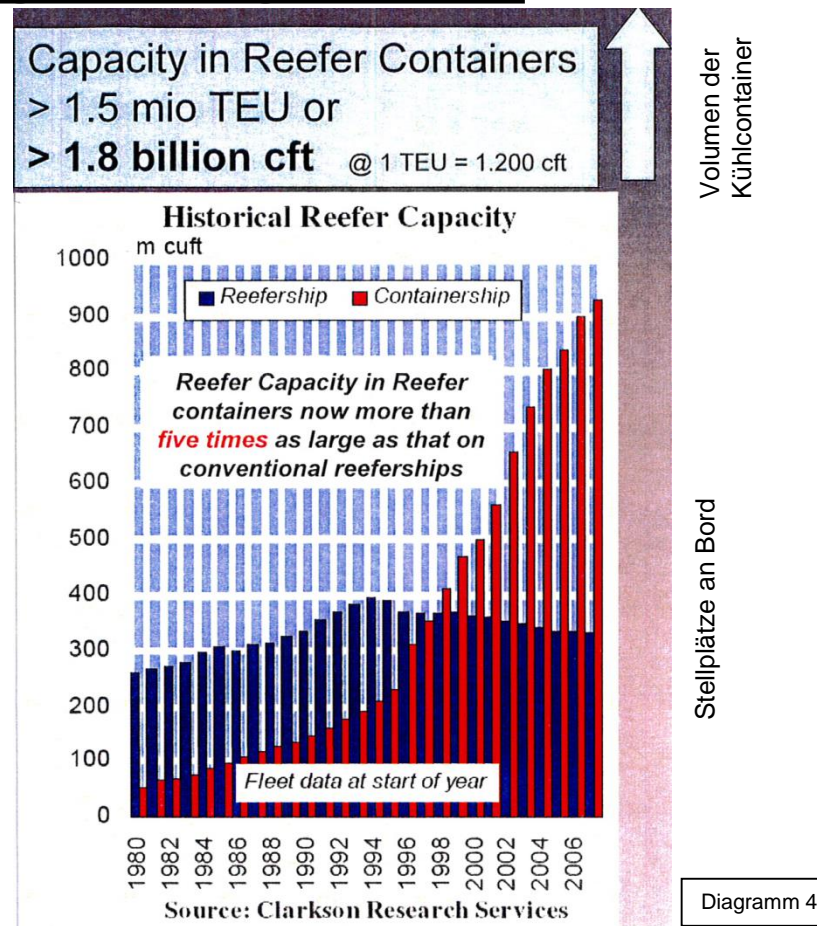 Capacity in Reefer Containers
> 1.5 mio TEU or
> 1.8 billion cft @ 1 TEU = 1.200 cft
Volumen der
Kühlcontainer
Historical Reefer Capacity
m cuft
1000
900
800
700
600
500
400
300
200
100
0
Reefership Containership
Reefer Capacity in Reefer
containers now more than
five times as large as that on
conventional reeferships
Fleet data at start of year
1980 1982 1984 1986 1988 1990 1992 1994 1996 1998 2000 2002 2004 2006
Source: Clarkson Research Services
Stellplätze an Bord
Diagramm 4